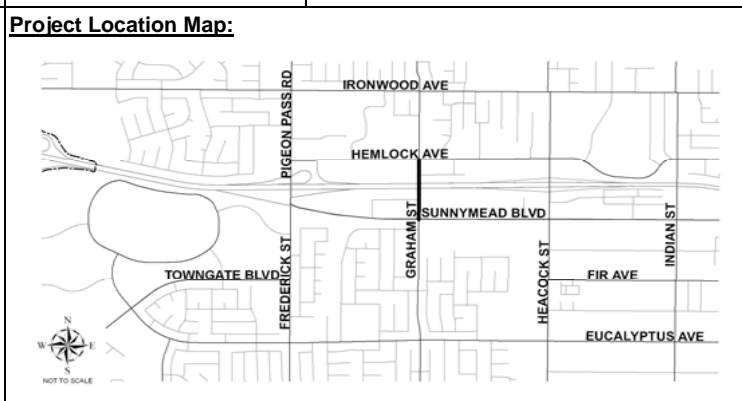 Project Location Map:
IRONWOOD AVE
PIGEON PASS RD
HEMLOCK AVE
SUNNYMEAD BLVD
GRAHAM ST
INDIAN ST
TOWNGATE BLVD
FREDERICK ST
HEACOCK ST
FIR AVE
EUCALYPTUS AVE
N
W E
S
NOT TO SCALE